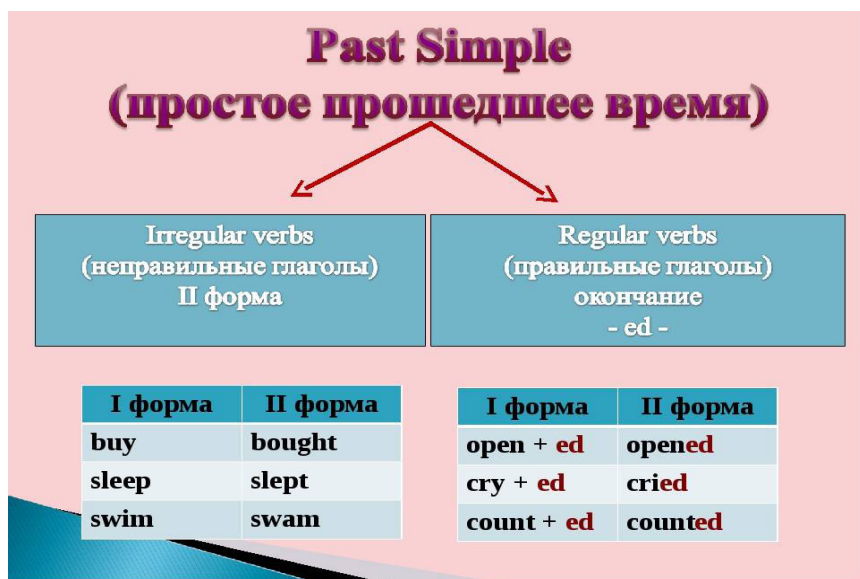 Past Simple
(простое прошедшее время)
Irregular verbs
(неправильные глаголы)
II форма
Regular verbs
(правильные глаголы)
окончание
- ed -
I форма II форма
buy bought
sleep slept
swim swam
I форма II форма
open + ed opened
cry + ed cried
count + ed counted